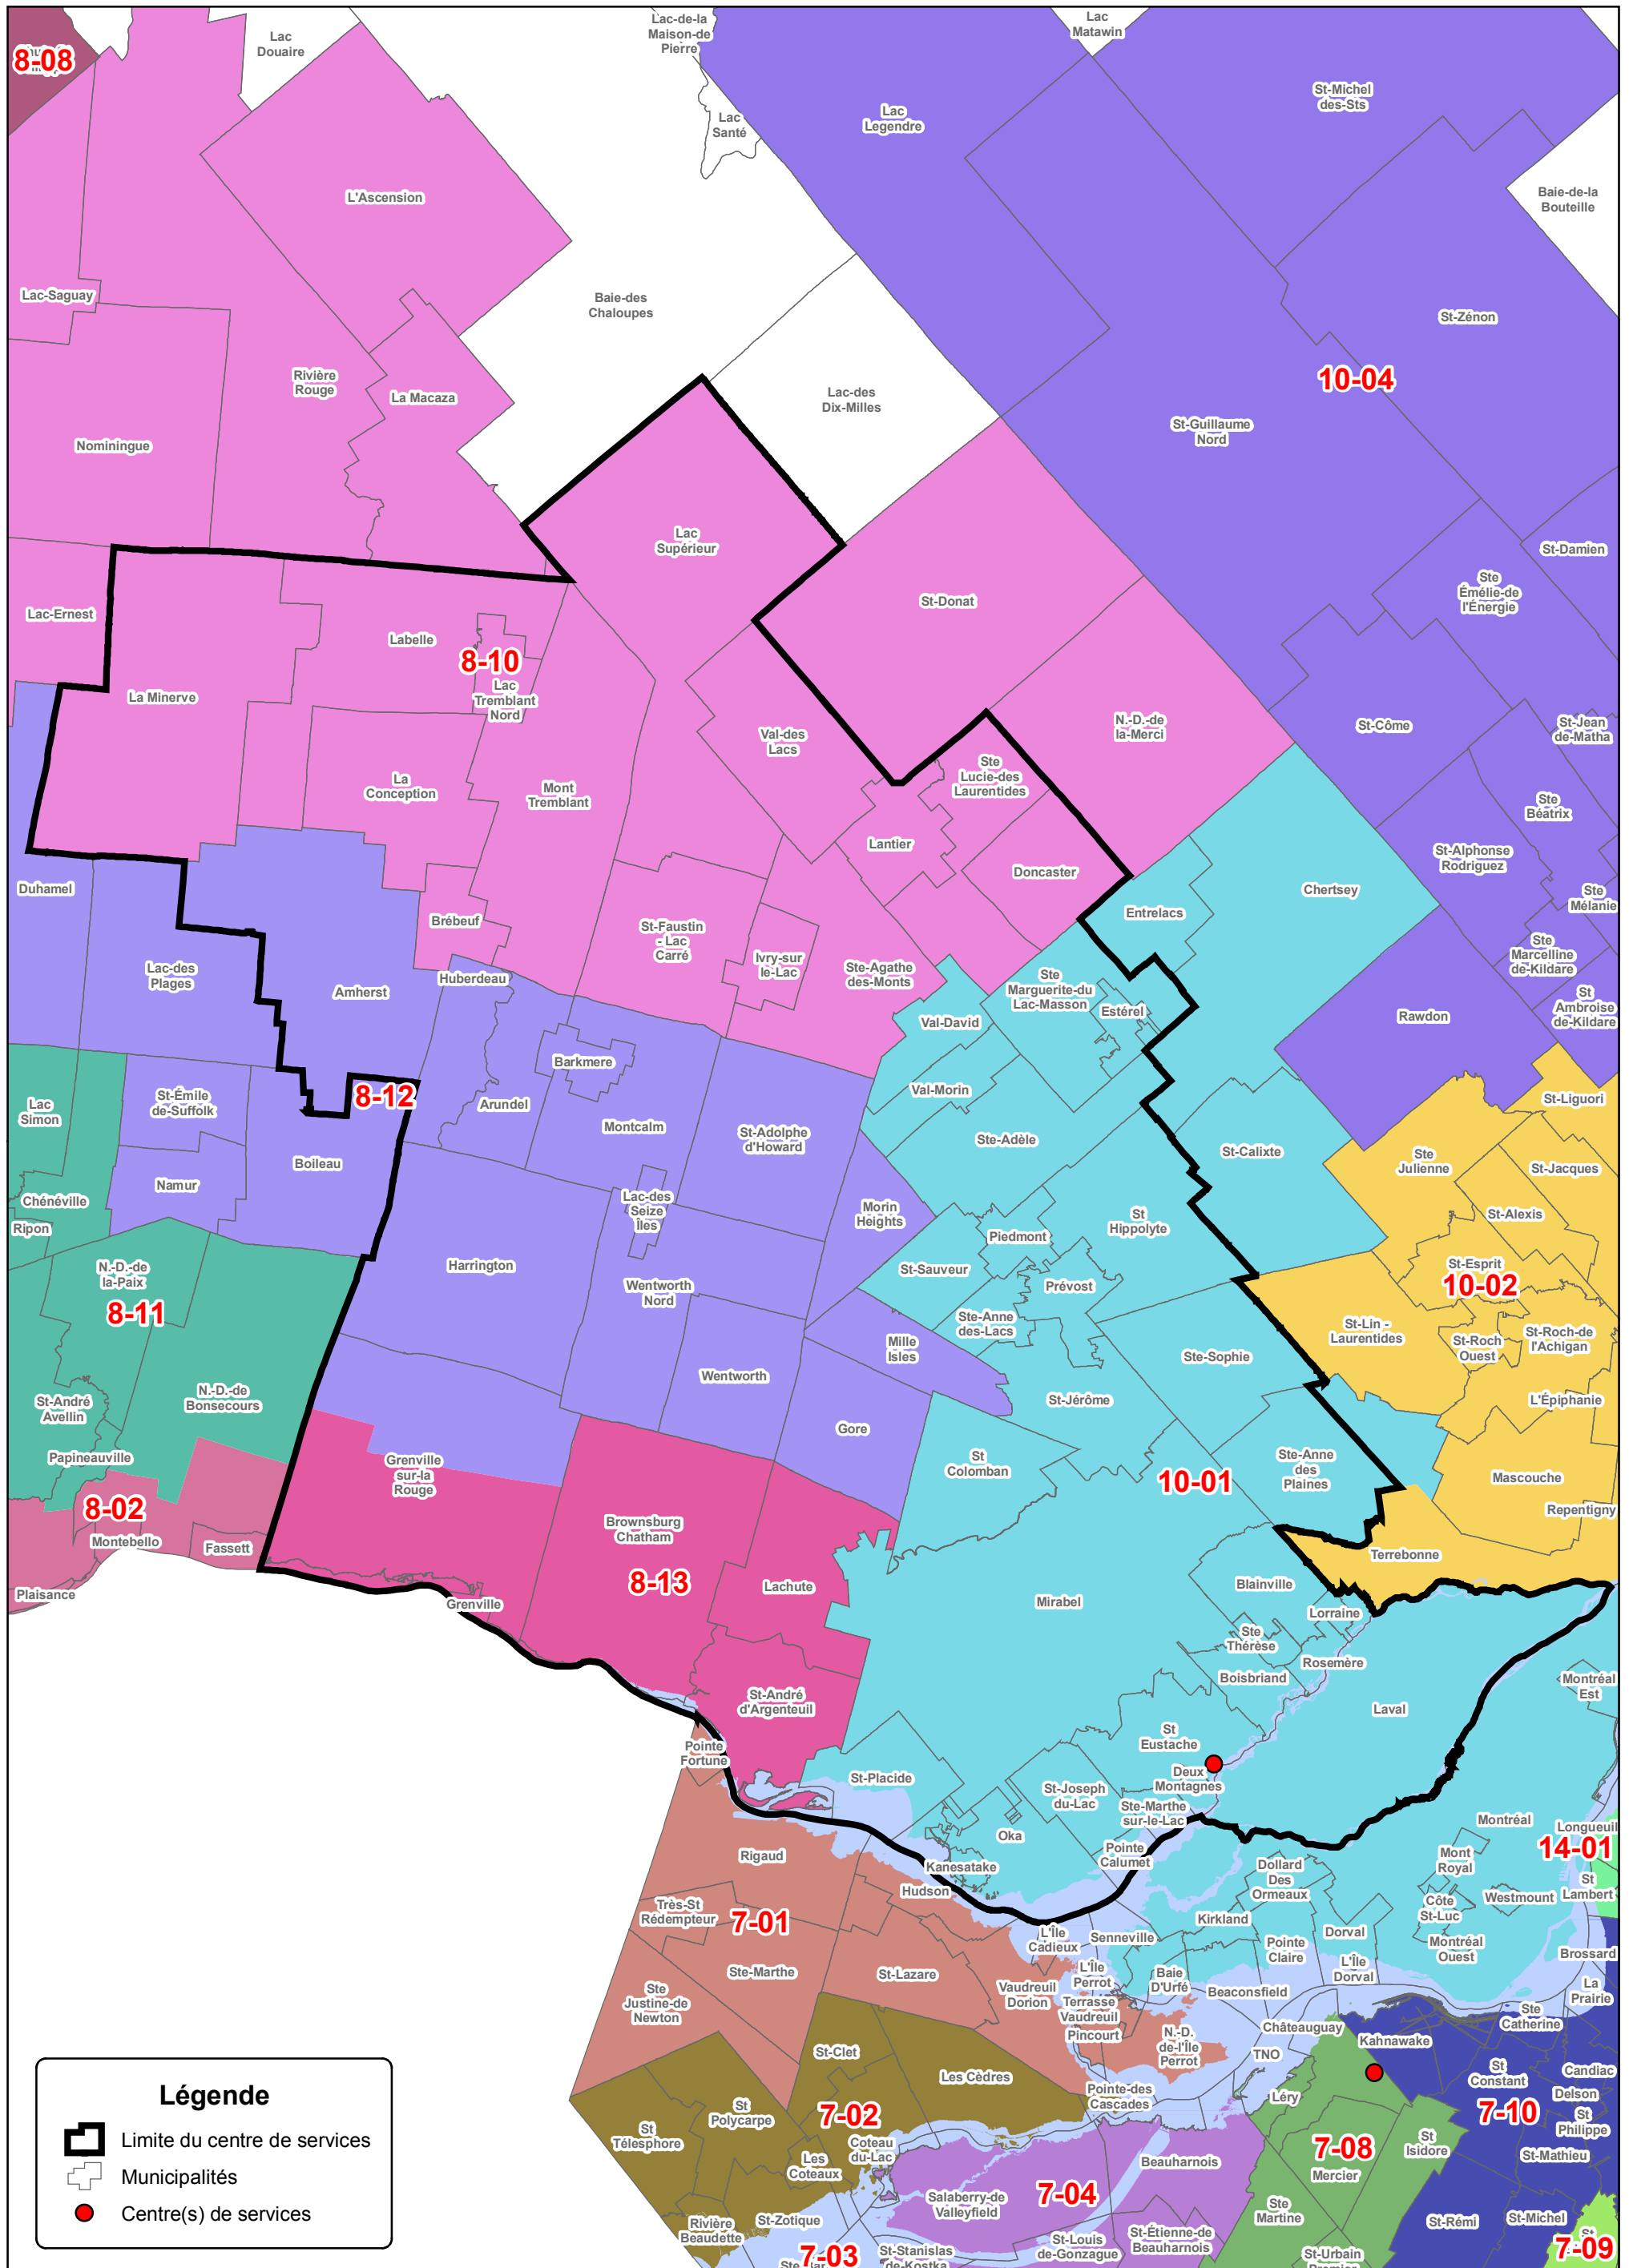 8-08
Lac
Douaire
Lac-de-la
Maison-de
Pierre
Lac
Matawin
St-Michel
des-Sts
Lac
Legendre
Lac
Santé
L'Ascension
Baie-de-la
Bouteille
Lac-Saguay
Baie-des
Chaloupes
St-Zénon
Rivière
Rouge
La Macaza
Lac-des
Dix-Milles
10-04
St-Guillaume
Nord
Nominingue
Lac
Supérieur
St-Damien
Ste
Émélie-de
l'Énergie
St-Donat
Lac-Ernest
Labelle
8-10
Lac
Tremblant
Nord
La Minerve
Val-des
Lacs
N.-D.-de
la-Merci
St-Côme
St-Jean
de-Matha
La
Conception
Mont
Tremblant
Ste
Lucie-des
Laurentides
Ste
Béatrix
Lantier
Doncaster
St-Alphonse
Rodriguez
Duhamel
Chertsey
Ste
Mélanie
Brébeuf
Entrelacs
St-Faustin
- Lac
Carré
Ivry-sur
le-Lac
Ste-Agathe
des-Monts
Ste
Marcelline
de-Kildare
Lac-des
Plages
Amherst
Huberdeau
Ste
Marguerite-du
Lac-Masson
Estérel
St
Ambroise
de-Kildare
Val-David
Rawdon
Barkmere
Lac
Simon
St-Émile
de-Suffolk
8-12
Arundel
Val-Morin
St-Liguori
Montcalm
St-Adolphe
d'Howard
Ste-Adèle
St-Calixte
Ste
Julienne
St-Jacques
Boileau
Namur
Chénéville
Ripon
Lac-des
Seize
Îles
Morin
Heights
St
Hippolyte
St-Alexis
Piedmont
N.-D.-de
la-Paix
Harrington
Wentworth
Nord
St-Sauveur
Prévost
St-Esprit
10-02
8-11
Ste-Anne
des-Lacs
St-Lin -
Laurentides
St-Roch
Ouest
St-Roch-de
l'Achigan
Mille
Isles
Ste-Sophie
Wentworth
St-André
Avellin
N.-D.-de
Bonsecours
St-Jérôme
L'Épiphanie
Gore
Papineauville
Grenville
sur-la
Rouge
St
Colomban
Ste-Anne
des
Plaines
10-01
Mascouche
8-02
Repentigny
Montebello
Fassett
Brownsburg
Chatham
Terrebonne
Plaisance
8-13
Lachute
Grenville
Mirabel
Blainville
Lorraine
Ste
Thérèse
Rosemère
Boisbriand
St-André
d'Argenteuil
Laval
Montréal
Est
Pointe
Fortune
St
Eustache
St-Placide
Deux
Montagnes
St-Joseph
du-Lac
Ste-Marthe
sur-le-Lac
Montréal
Longueuil
14-01
Oka
Rigaud
Kanesatake
Pointe
Calumet
Dollard
Des
Ormeaux
Mont
Royal
St
Lambert
Hudson
Très-St
Rédempteur
7-01
Kirkland
Côte
St-Luc
Westmount
L'Île
Cadieux
Senneville
Pointe
Claire
Dorval
Montréal
Ouest
Brossard
Ste-Marthe
St-Lazare
L'Île
Perrot
Baie
D'Urfé
L'Île
Dorval
Vaudreuil
Dorion
Beaconsfield
La
Prairie
Ste
Justine-de
Newton
Terrasse
Vaudreuil
Pincourt
N.-D.
de-l'Île
Perrot
Châteauguay
Ste
Catherine
Kahnawake
TNO
St-Clet
Les Cèdres
St
Constant
Candiac
Léry
Delson
Pointe-des
Cascades
St
Polycarpe
7-02
7-10
St
Philippe
St
Télesphore
Coteau
du-Lac
7-08
St
Isidore
St-Mathieu
Les
Coteaux
Beauharnois
Mercier
Salaberry-de
Valleyfield
7-04
Ste
Martine
St-Michel
St-Rémi
St-Zotique
Rivière
Beaudette
St-Étienne-de
Beauharnois
St-Louis
de-Gonzague
7-03
St-Stanislas
de-Kostka
St-Urbain
7-09
Légende
Limite du centre de services
Municipalités
Centre(s) de services